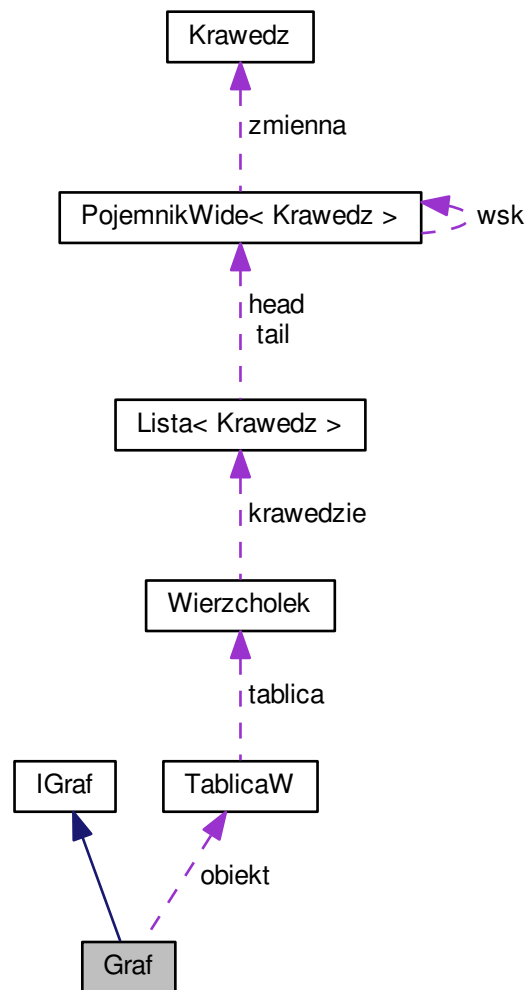 Krawedz
zmienna
PojemnikWide< Krawedz >
wsk
head
tail
Lista< Krawedz >
krawedzie
Wierzcholek
tablica
IGraf
TablicaW
obiekt
Graf